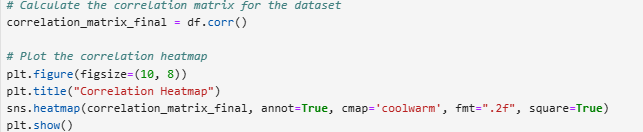 # Calculate the correlation matrix for the dataset
correlation_matrix_final = df.corr()

# Plot the correlation heatmap
plt.figure(figsize=(10, 8))
plt.title("Correlation Heatmap")
sns.heatmap(correlation_matrix_final, annot=True, cmap='coolwarm', fmt=".2f", square=True)
plt.show()